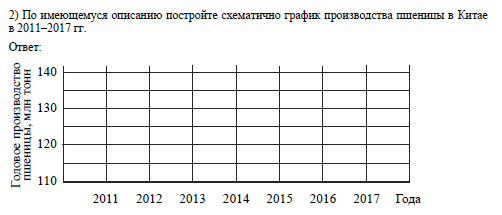 2) По имеющемуся описанию постройте схематично график производства пшеницы в Китае
в 2011–2017 гг.
Ответ:
Годовое производство
пшеницы, млн тонн
140
130
120
110
2011 2012 2013 2014 2015 2016 2017 Года